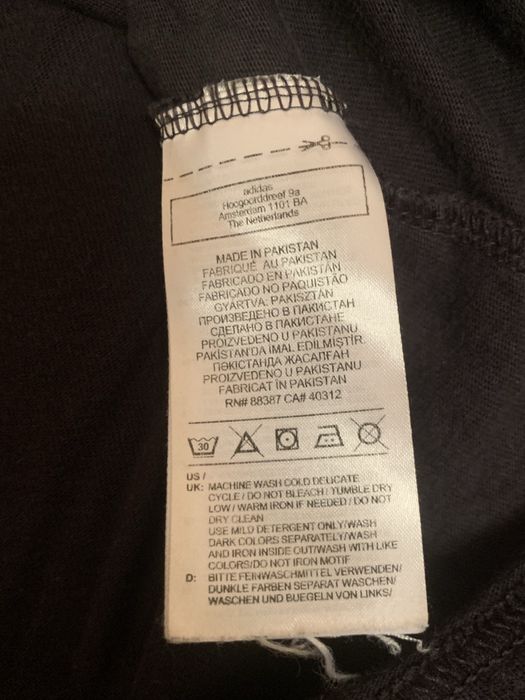 adidas
Hoogoorddreef 9a
Amsterdam 1101 BA
The Netherlands
MADE IN PAKISTAN
FABRIQUÉ AU PAKISTAN
FABRICADO EN PAKISTÁN
FABRICADO NO PAQUISTÃO
GYÁRTVA: PAKISZTÁN
ПРОИЗВЕДЕНО В ПАКИСТАН
СДЕЛАНО В ПАКИСТАНЕ
PROIZVEDENO U PAKISTANU
PAKİSTAN'DA İMAL EDİLMİŞTİR.
ПӘКІСТАНДА ЖАСАЛҒАН
PROIZVEDENO U PAKISTANU
FABRICAT ÎN PAKISTAN
RN# 88387 CA# 40312
30
US /
UK: MACHINE WASH COLD DELICATE
CYCLE / DO NOT BLEACH / TUMBLE DRY
LOW / WARM IRON IF NEEDED / DO NOT
DRY CLEAN
USE MILD DETERGENT ONLY/WASH
DARK COLORS SEPARATELY/WASH
AND IRON INSIDE OUT/WASH WITH LIKE
COLORS/DO NOT IRON MOTIF
D: BITTE FEINWASCHMITTEL VERWENDEN/
DUNKLE FARBEN SEPARAT WASCHEN/
WASCHEN UND BUEGELN VON LINKS/